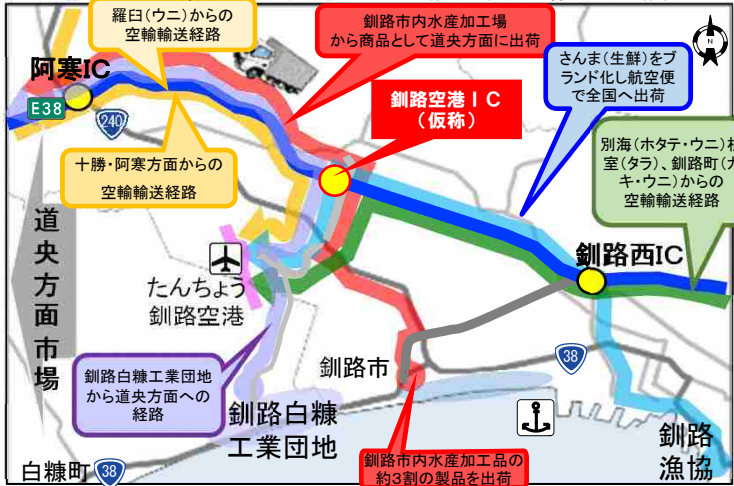 羅臼（ウニ）からの
空輸輸送経路
釧路市内水産加工場
から商品として道央方面に出荷
さんま（生鮮）をブ
ランド化し航空便
で全国へ出荷
N
阿寒IC
E38
240
釧路空港ＩＣ
（仮称）
別海（ホタテ・ウニ）
室（タラ）、釧路町（カ
キ・ウニ）からの
空輸輸送経路
十勝・阿寒方面からの
空輸輸送経路
道央方面市場
釧路西IC
たんちょう
釧路空港
釧路白糠工業団地
から道央方面への
経路
釧路市
38
釧路白糠
工業団地
釧路
漁協
白糠町
38
釧路市内水産加工品の
約3割の製品を出荷